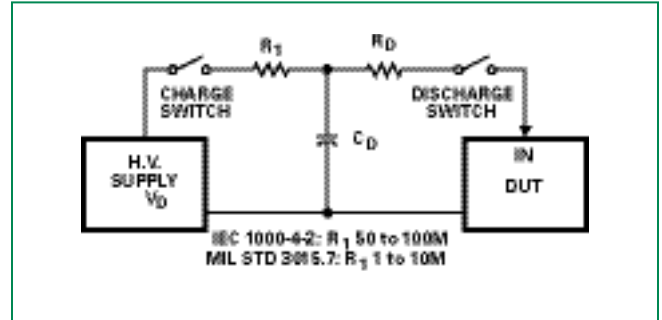 R1 RD
CHARGE SWITCH
DISCHARGE SWITCH
CD
H.V. SUPPLY VD
IN
DUT
IEC 1000-4-2: R1 50 to 100M
MIL STD 3015.7: R1 1 to 10M